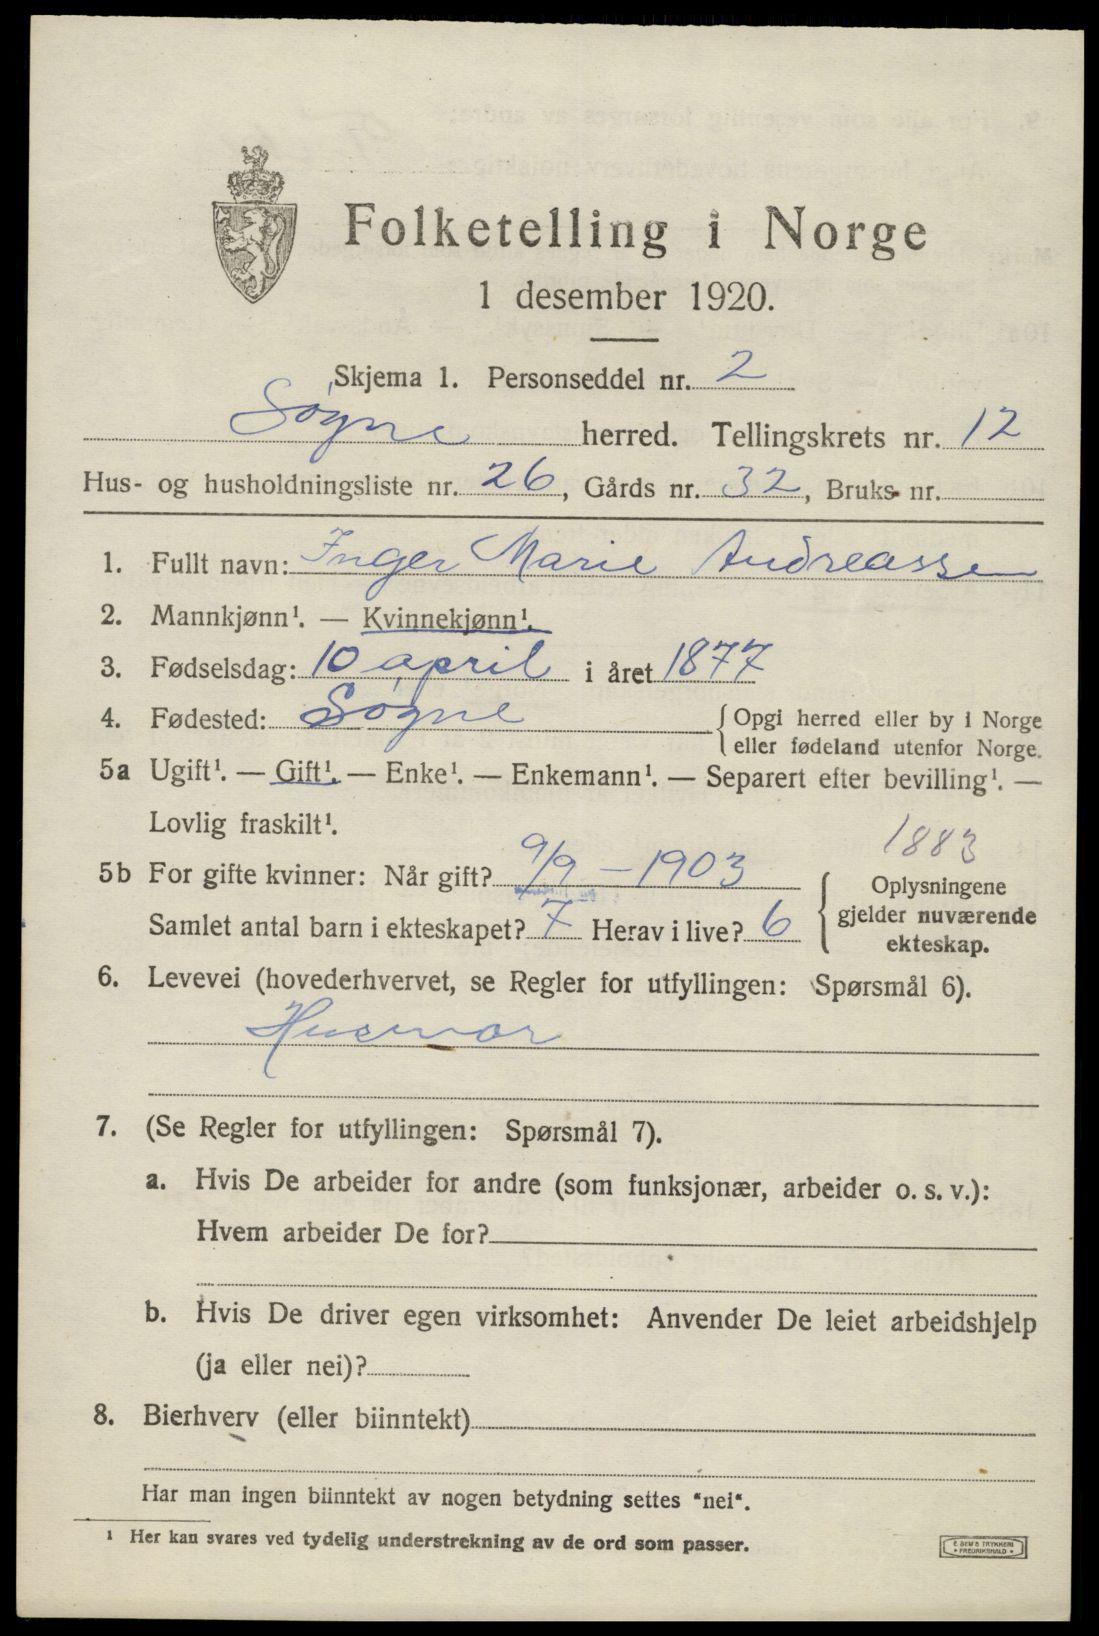 Folketelling i Norge
1 desember 1920.
Skjema 1. Personseddel nr. 2
Søgne herred. Tellingskrets nr. 12
Hus- og husholdningsliste nr. 26, Gårds nr. 32, Bruks nr.
1. Fullt navn: Inger Marie Andreassen
2. Mannkjønn¹. — Kvinnekjønn¹.
3. Fødselsdag: 10 april i året 1877
4. Fødested: Søgne {Opgi herred eller by i Norge
eller fødeland utenfor Norge.
5a Ugift¹. — Gift¹. — Enke¹. — Enkemann¹. — Separert efter bevilling¹. —
Lovlig fraskilt¹.
1883
5b For gifte kvinner: Når gift? 9/9 – 1903
Samlet antal barn i ekteskapet? 7 Herav i live? 6
{Oplysningene
gjelder nuværende
ekteskap.
6. Levevei (hovederhvervet, se Regler for utfyllingen: Spørsmål 6).
Husmor
7. (Se Regler for utfyllingen: Spørsmål 7).
a. Hvis De arbeider for andre (som funksjonær, arbeider o. s. v.):
Hvem arbeider De for?
b. Hvis De driver egen virksomhet: Anvender De leiet arbeidshjelp
(ja eller nei)?
8. Bierhverv (eller biinntekt)
Har man ingen biinntekt av nogen betydning settes "nei".
¹ Her kan svares ved tydelig understrekning av de ord som passer.
E. SEM'S TRYKKERI
• FREDRIKSHALD •